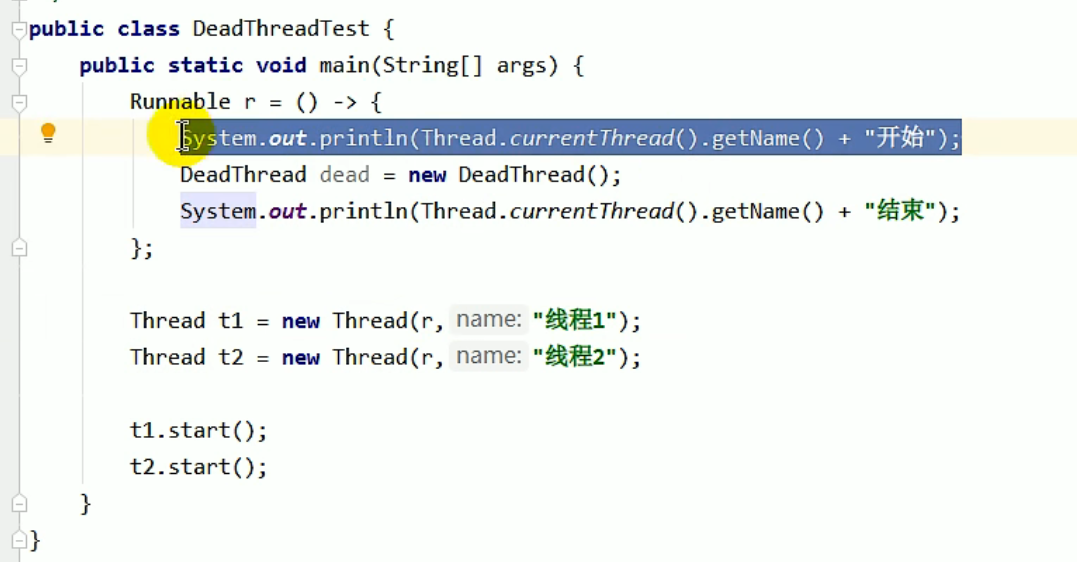 public class DeadThreadTest {
public static void main(String[] args) {
Runnable r = () -> {
System.out.println(Thread.currentThread().getName() + "开始");
DeadThread dead = new DeadThread();
System.out.println(Thread.currentThread().getName() + "结束");
};
Thread t1 = new Thread(r, name: "线程1");
Thread t2 = new Thread(r, name: "线程2");
t1.start();
t2.start();
}
}